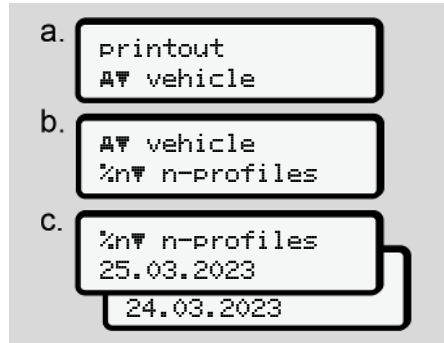 a.
printout
A▼ vehicle
b.
A▼ vehicle
%n▼ n-profiles
c.
%n▼ n-profiles
25.03.2023
24.03.2023